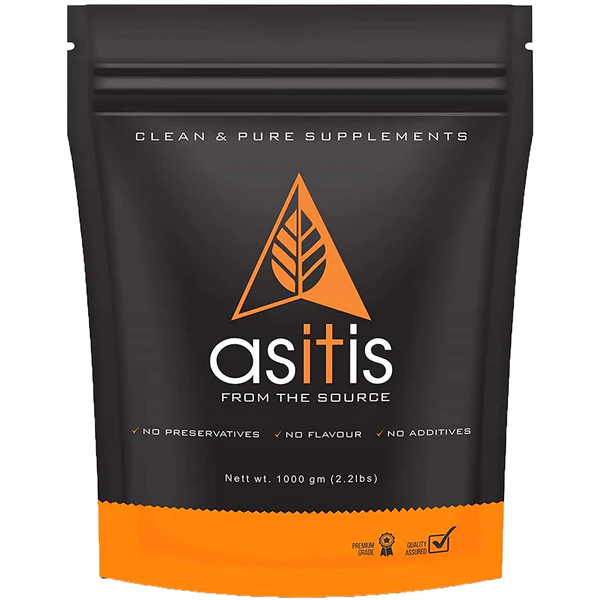 CLEAN & PURE SUPPLEMENTS
asitis
FROM THE SOURCE
✓ NO PRESERVATIVES ✓ NO FLAVOUR ✓ NO ADDITIVES
Nett wt. 1000 gm (2.2lbs)
PREMIUM GRADE
QUALITY ASSURED